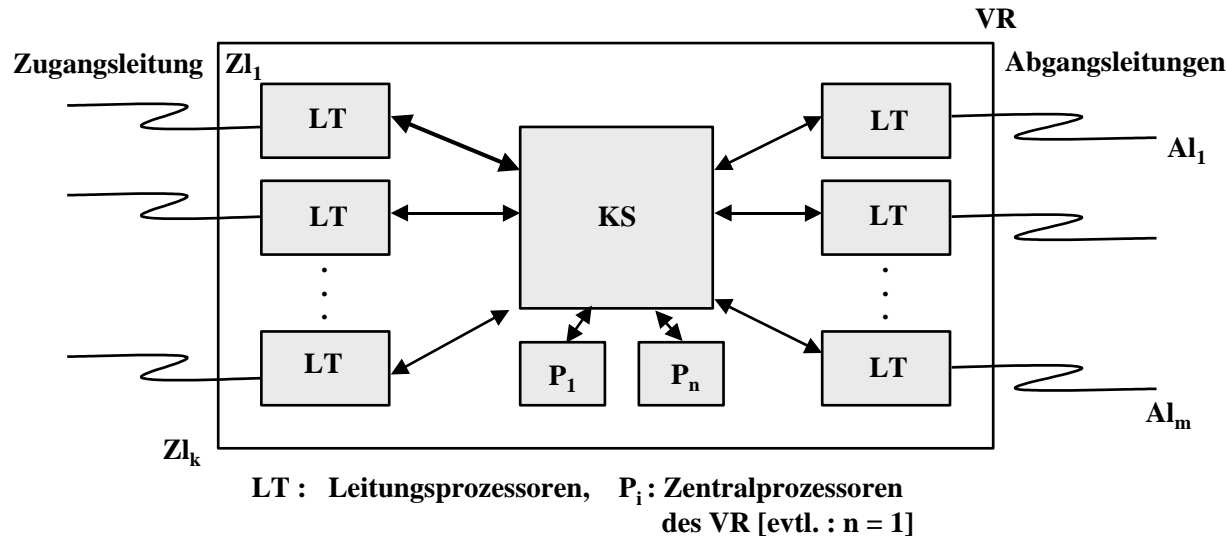 VR
Zugangsleitung
Zl₁
Abgangsleitungen
LT
LT
Al₁
LT
KS
LT
LT
P₁
Pₙ
LT
Zlₖ
Alₘ
LT : Leitungsprozessoren, Pᵢ : Zentralprozessoren
des VR [evtl. : n = 1]